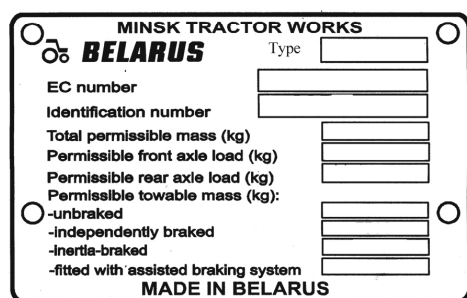 MINSK TRACTOR WORKS
BELARUS Type
EC number
Identification number
Total permissible mass (kg)
Permissible front axle load (kg)
Permissible rear axle load (kg)
Permissible towable mass (kg):
-unbraked
-independently braked
-inertia-braked
-fitted with assisted braking system
MADE IN BELARUS